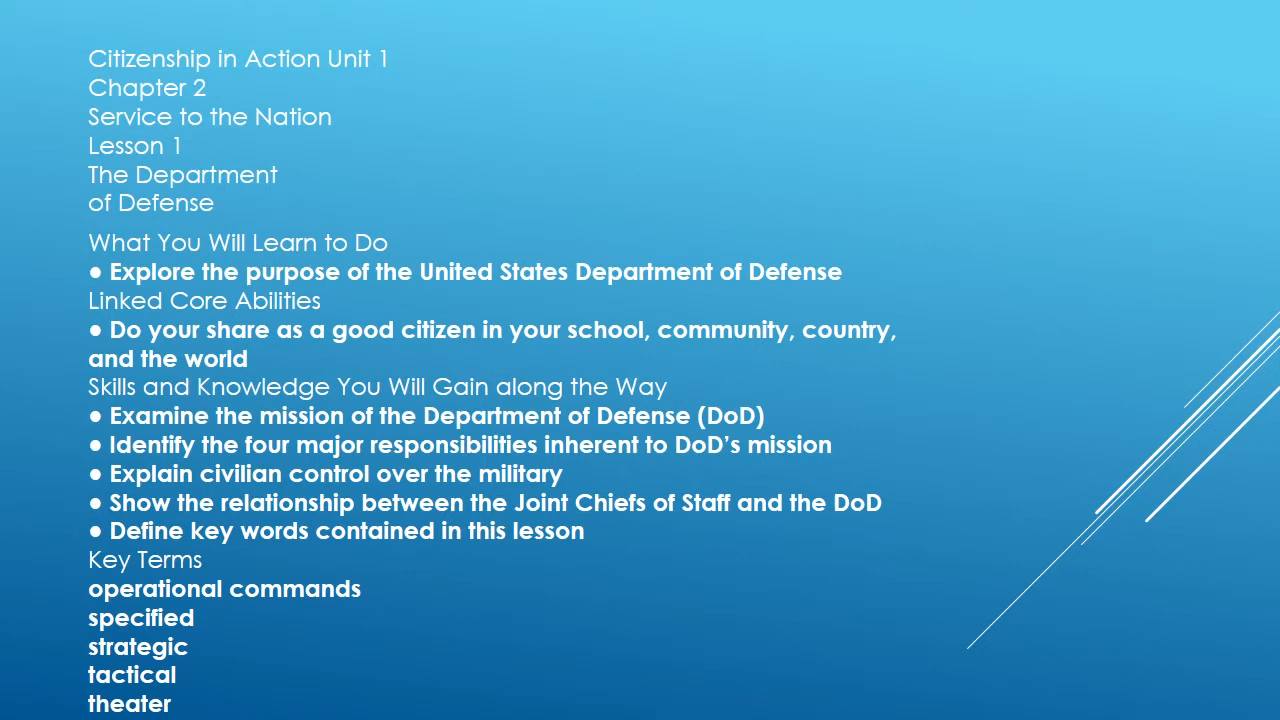 Citizenship in Action Unit 1
Chapter 2
Service to the Nation
Lesson 1
The Department
of Defense
What You Will Learn to Do
● Explore the purpose of the United States Department of Defense
Linked Core Abilities
● Do your share as a good citizen in your school, community, country,
and the world
Skills and Knowledge You Will Gain along the Way
● Examine the mission of the Department of Defense (DoD)
● Identify the four major responsibilities inherent to DoD’s mission
● Explain civilian control over the military
● Show the relationship between the Joint Chiefs of Staff and the DoD
● Define key words contained in this lesson
Key Terms
operational commands
specified
strategic
tactical
theater